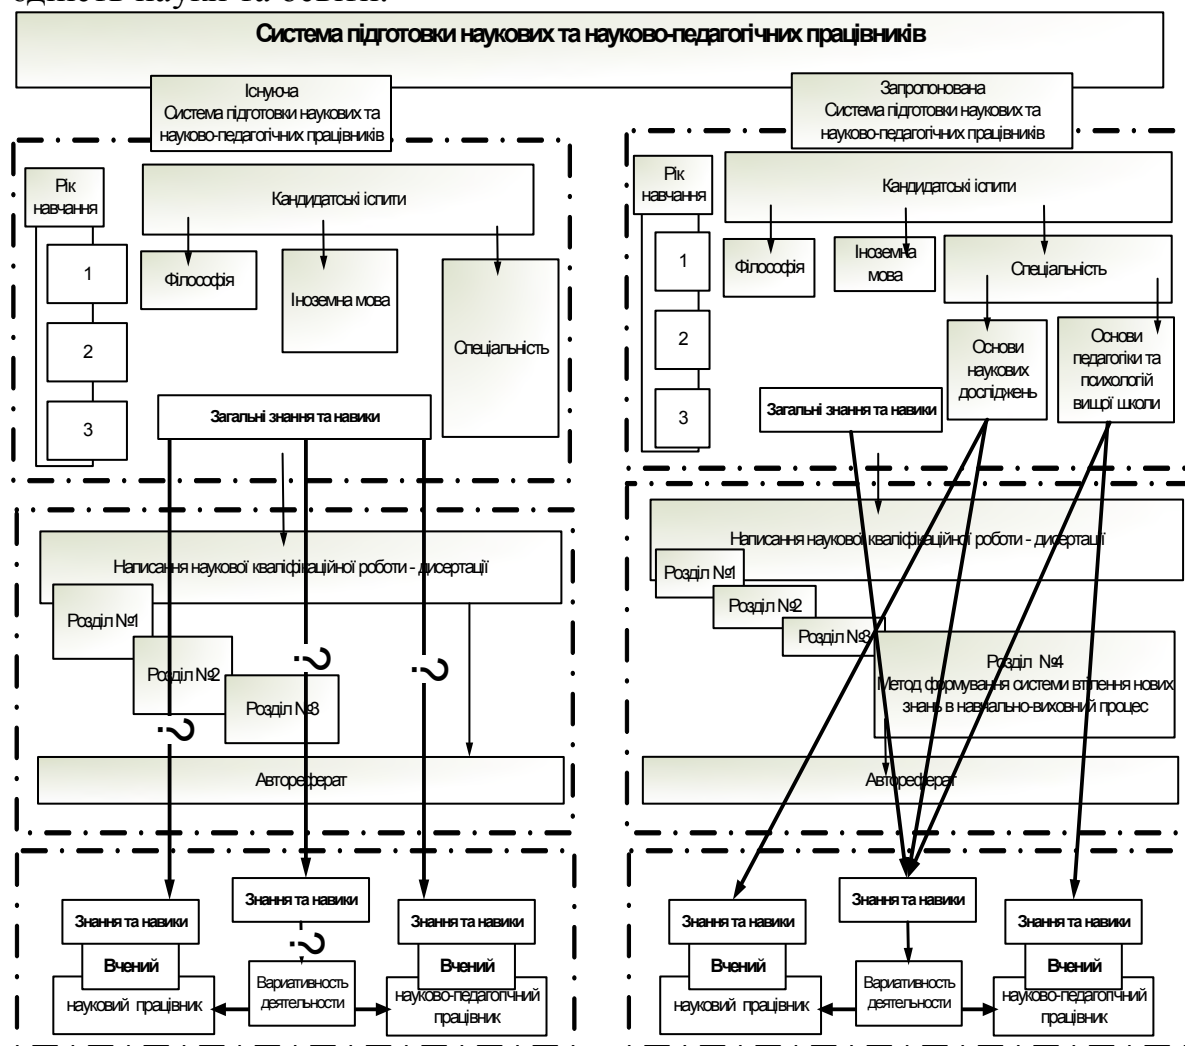 єдність науки та освіти.
Система підготовки наукових та науково-педагогічних працівників
Існуюча
Система підготовки наукових та
науково-педагогічних працівників
Рік
навчання
Кандидатські іспити
1
2
3
Філософія
Іноземна мова
Спеціальність
Загальні знання та навики
?
?
?
Написання наукової кваліфікаційної роботи - дисертації
Розділ №1
Розділ №2
Розділ №3
Автореферат
Знання та навики
Знання та навики
Знання та навики
?
Вчений
науковий працівник
Вариативность
деятельности
Вчений
науково-педагогічний
працівник
Запропонована
Система підготовки наукових та
науково-педагогічних працівників
Рік
навчання
Кандидатські іспити
1
2
3
Філософія
Іноземна
мова
Спеціальність
Основи
наукових
досліджень
Основи
педагогіки та
психологій
вищої школи
Загальні знання та навики
Написання наукової кваліфікаційної роботи - дисертації
Розділ №1
Розділ №2
Розділ №3
Розділ №4
Метод формування системи втілення нових
знань в навчально-виховний процес
Автореферат
Знання та навики
Знання та навики
Знання та навики
Вчений
науковий працівник
Вариативность
деятельности
Вчений
науково-педагогічний
працівник